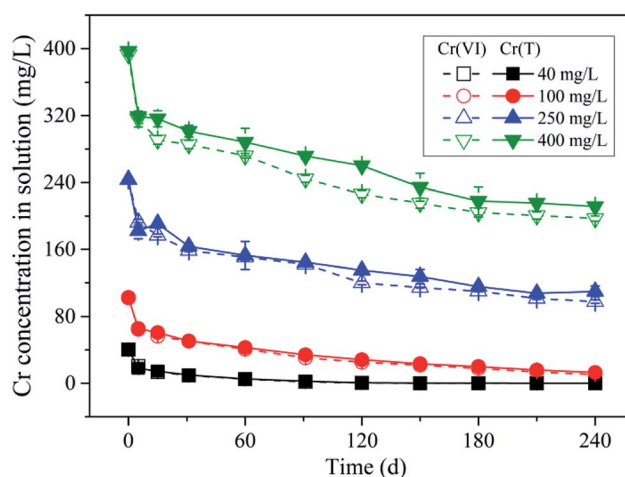 Cr concentration in solution (mg/L)
400
320
240
160
80
0
Cr(VI) Cr(T)
40 mg/L
100 mg/L
250 mg/L
400 mg/L
0 60 120 180 240
Time (d)